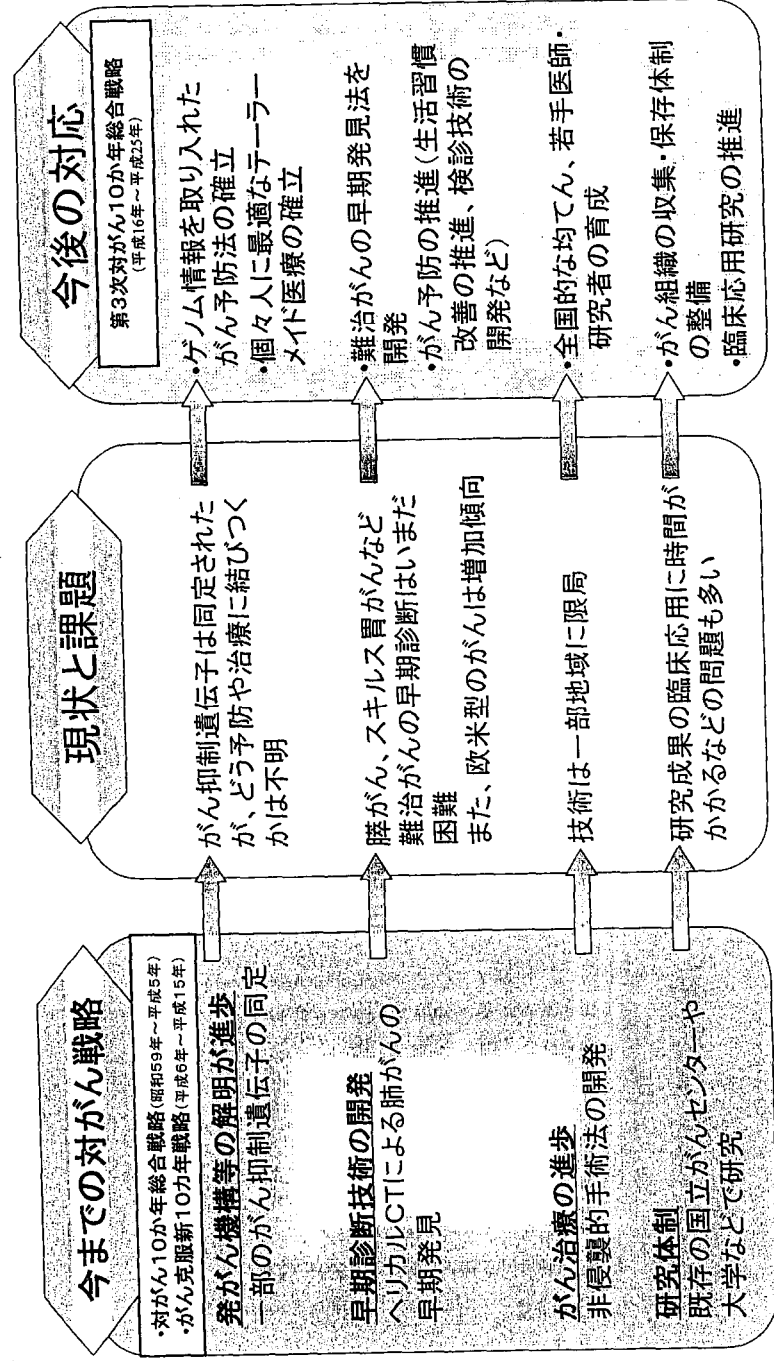 今までの対がん戦略
・対がん10か年総合戦略(昭和59年～平成5年)
・がん克服新10カ年戦略(平成6年～平成15年)
発がん機構等の解明が進歩
一部のがん抑制遺伝子の同定
早期診断技術の開発
ヘリカルCTによる肺がんの
早期発見
がん治療の進歩
非侵襲的手術法の開発
研究体制
既存の国立がんセンターや
大学などで研究
現状と課題
がん抑制遺伝子は同定された
が、どう予防や治療に結びつく
かは不明
膵がん、スキルス胃がんなど
難治がんの早期診断はいまだ
困難
また、欧米型のがんは増加傾向
技術は一部地域に限局
研究成果の臨床応用に時間が
かかるなどの問題も多い
今後の対応
第3次対がん10か年総合戦略
(平成16年～平成25年)
・ゲノム情報を取り入れた
がん予防法の確立
・個々人に最適なテーラー
メイド医療の確立
・難治がんの早期発見法を
開発
・がん予防の推進(生活習慣
改善の推進、検診技術の
開発など)
・全国的な均てん、若手医師・
研究者の育成
・がん組織の収集・保存体制
の整備
・臨床応用研究の推進